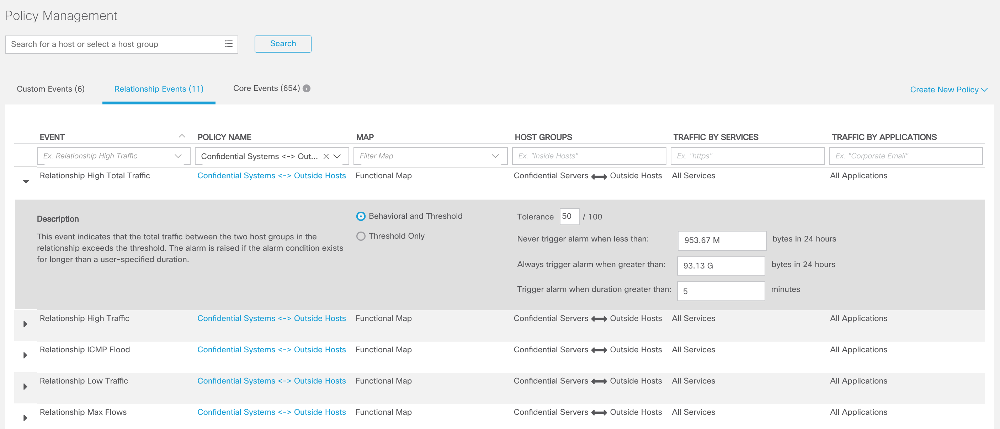 Policy Management
Search for a host or select a host group
Search
Custom Events (6)
Relationship Events (11)
Core Events (654)
Create New Policy
EVENT POLICY NAME MAP HOST GROUPS TRAFFIC BY SERVICES TRAFFIC BY APPLICATIONS
Ex. Relationship High Traffic Confidential Systems <-> Out... Filter Map Ex. "Inside Hosts" Ex. "https" Ex. "Corporate Email"
Relationship High Total Traffic Confidential Systems <-> Outside Hosts Functional Map Confidential Servers Outside Hosts All Services All Applications
Description
This event indicates that the total traffic between the two host groups in the
relationship exceeds the threshold. The alarm is raised if the alarm condition exists
for longer than a user-specified duration.
Behavioral and Threshold
Threshold Only
Tolerance 50 / 100
Never trigger alarm when less than: 953.67 M bytes in 24 hours
Always trigger alarm when greater than: 93.13 G bytes in 24 hours
Trigger alarm when duration greater than: 5 minutes
Relationship High Traffic Confidential Systems <-> Outside Hosts Functional Map Confidential Servers Outside Hosts All Services All Applications
Relationship ICMP Flood Confidential Systems <-> Outside Hosts Functional Map Confidential Servers Outside Hosts All Services All Applications
Relationship Low Traffic Confidential Systems <-> Outside Hosts Functional Map Confidential Servers Outside Hosts All Services All Applications
Relationship Max Flows Confidential Systems <-> Outside Hosts Functional Map Confidential Servers Outside Hosts All Services All Applications